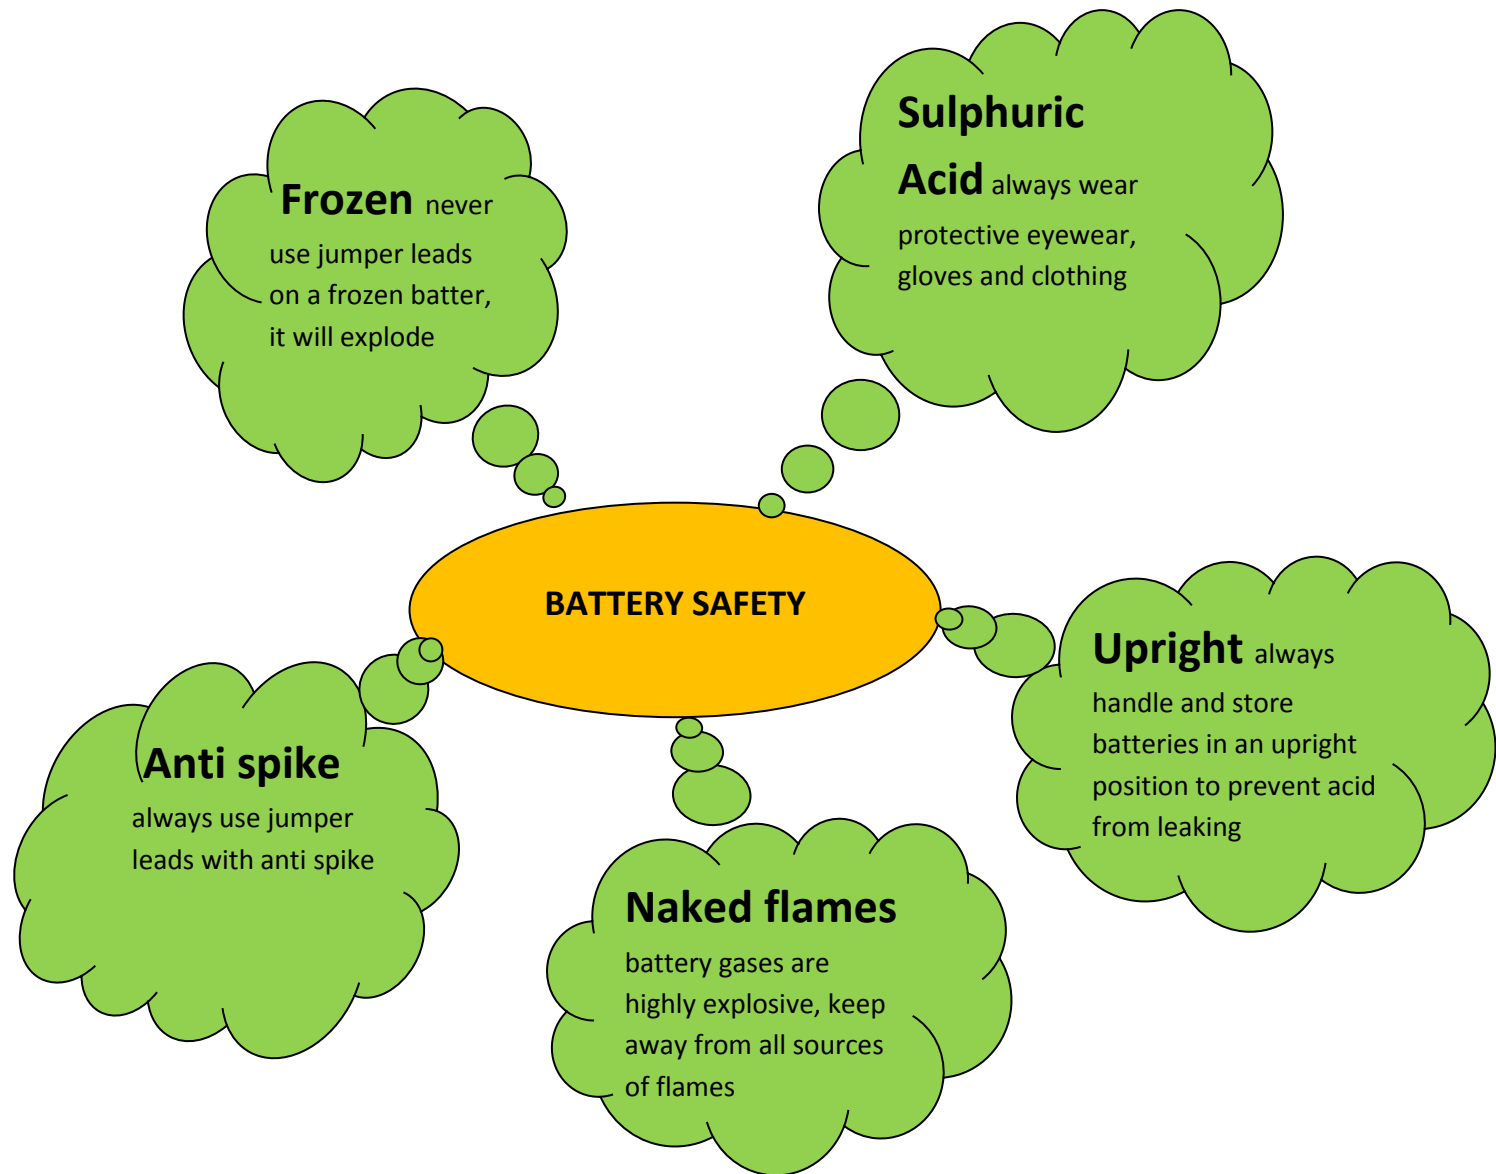 Frozen never
use jumper leads
on a frozen batter,
it will explode
Sulphuric
Acid always wear
protective eyewear,
gloves and clothing
BATTERY SAFETY
Upright always
handle and store
batteries in an upright
position to prevent acid
from leaking
Anti spike
always use jumper
leads with anti spike
Naked flames
battery gases are
highly explosive, keep
away from all sources
of flames